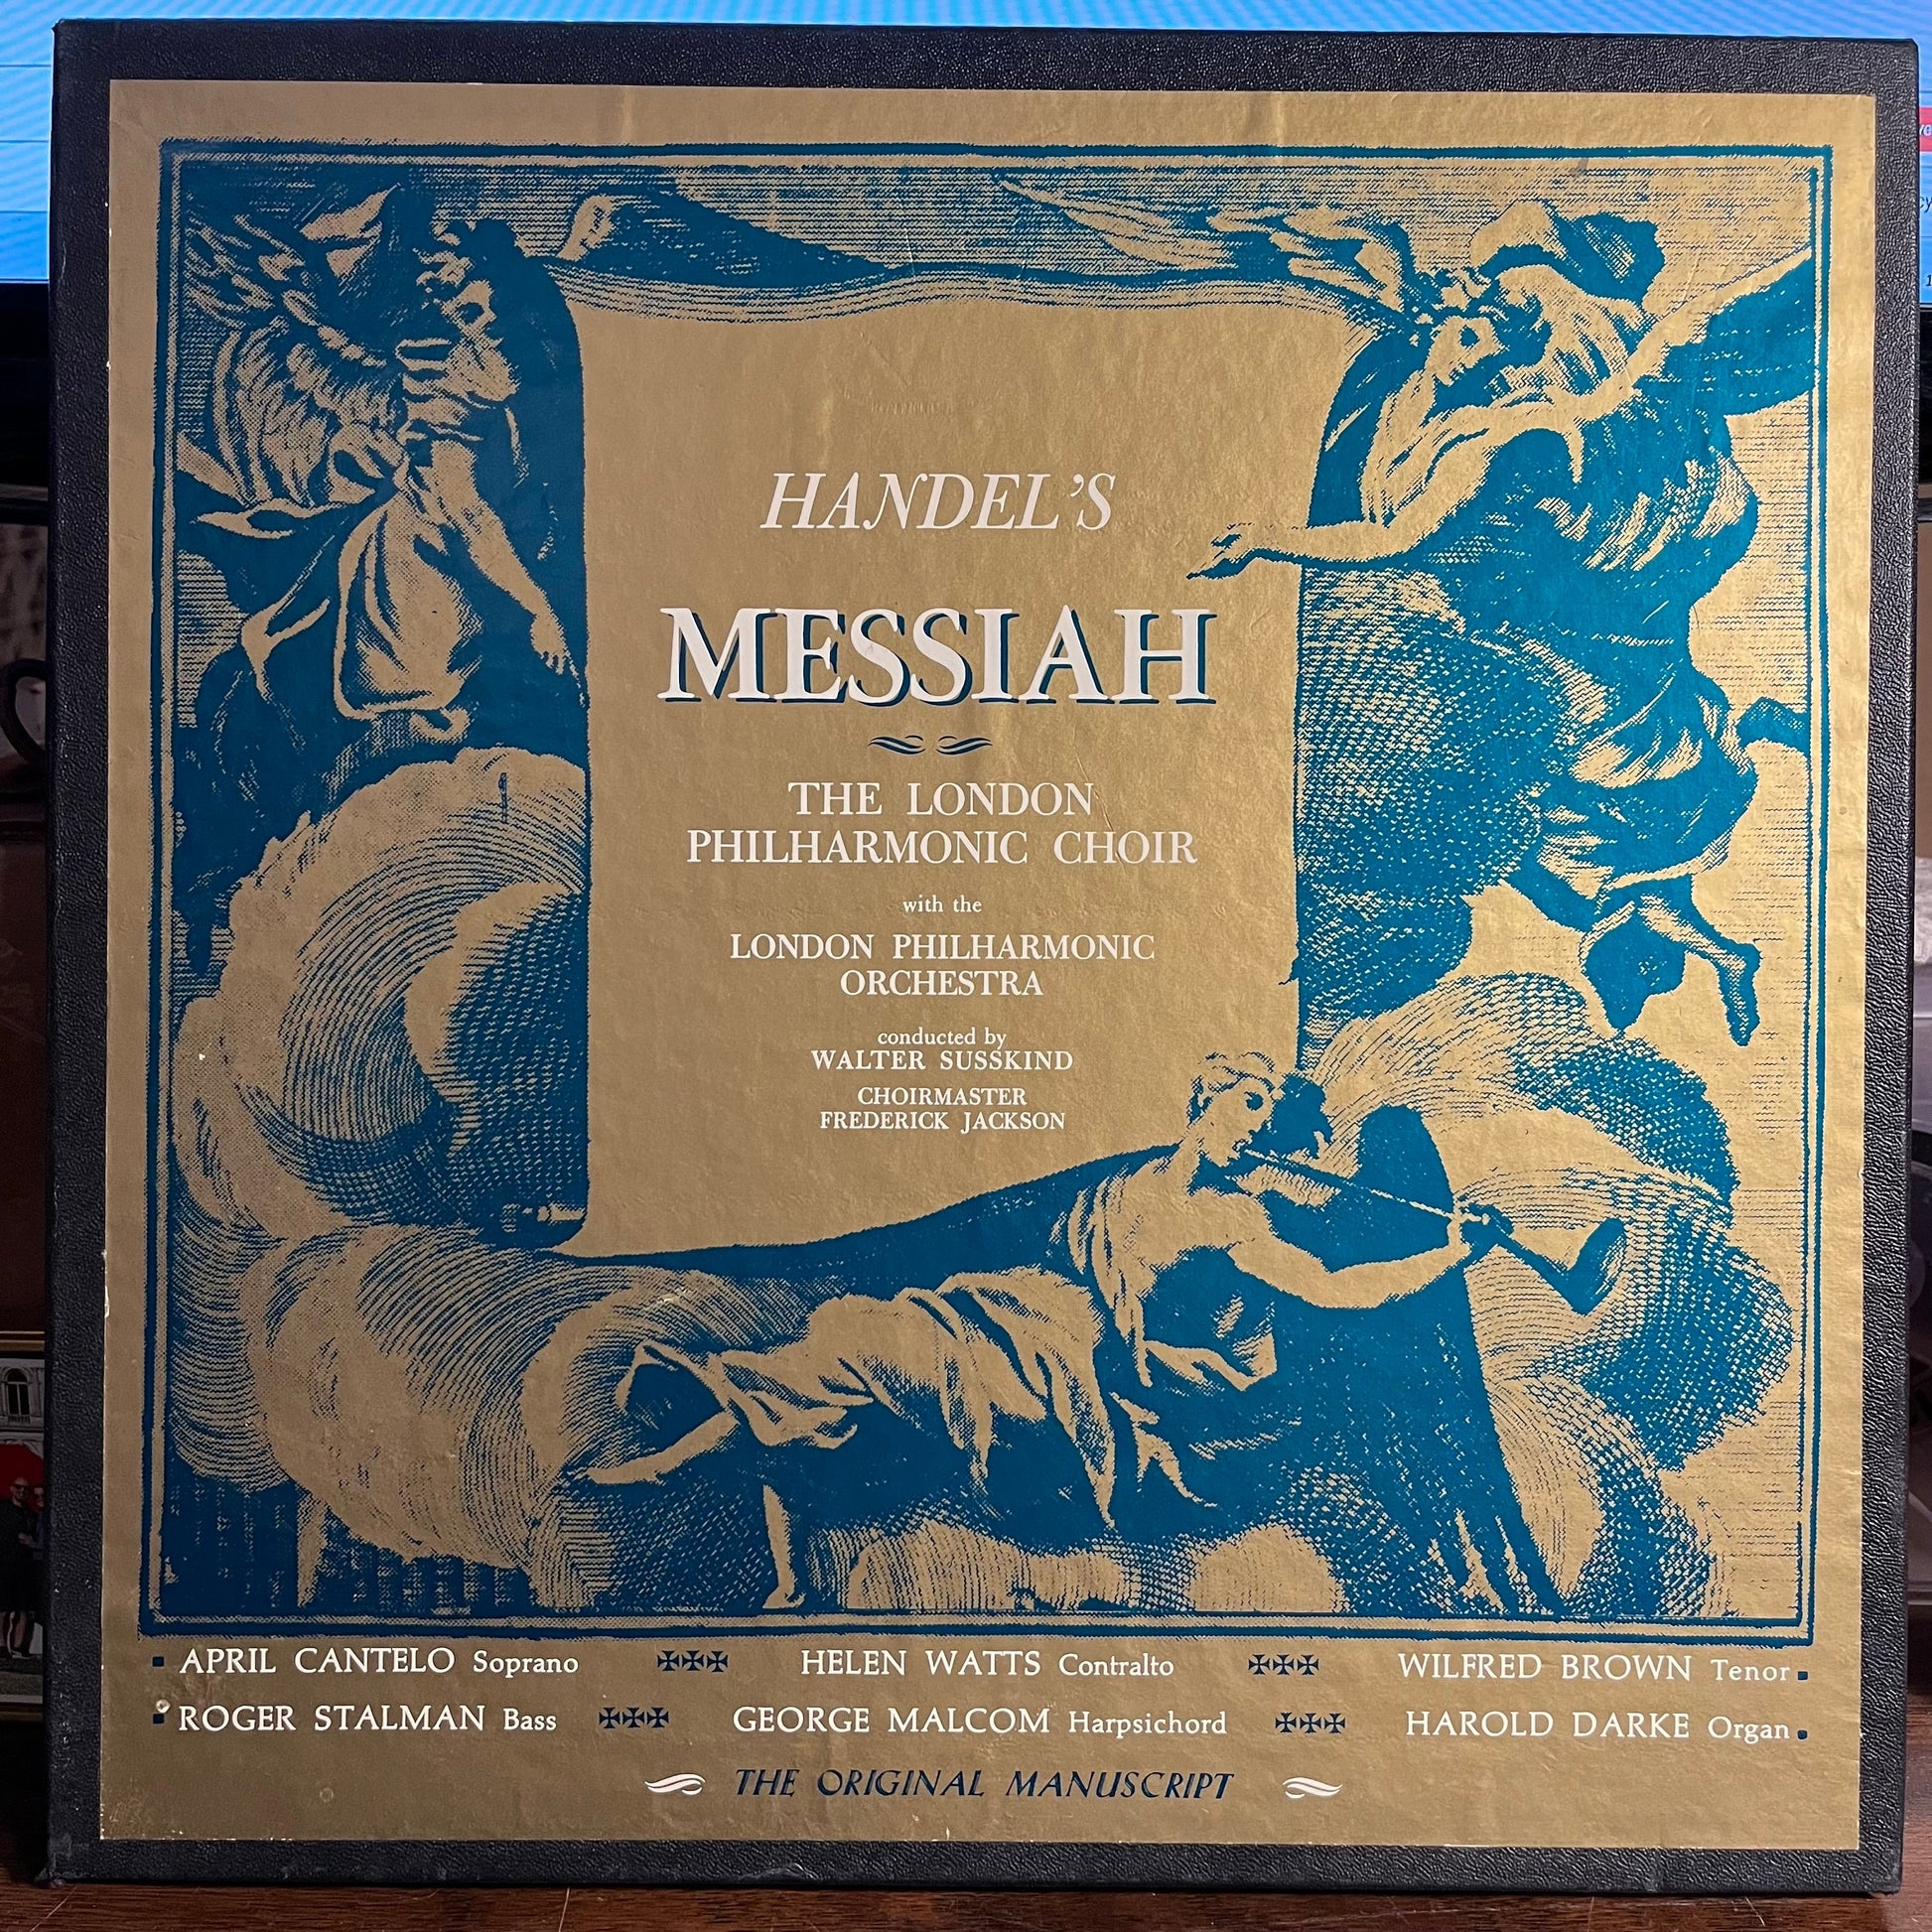 HANDEL'S
MESSIAH
THE LONDON
PHILHARMONIC CHOIR
with the
LONDON PHILHARMONIC
ORCHESTRA
conducted by
WALTER SUSSKIND
CHOIRMASTER
FREDERICK JACKSON
APRIL CANTELO Soprano ✠✠✠ HELEN WATTS Contralto ✠✠✠ WILFRED BROWN Tenor
ROGER STALMAN Bass ✠✠✠ GEORGE MALCOM Harpsichord ✠✠✠ HAROLD DARKE Organ
THE ORIGINAL MANUSCRIPT